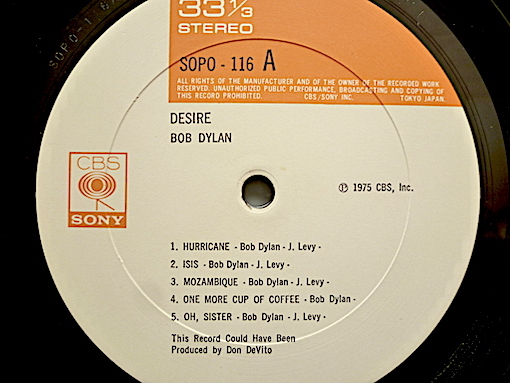 33 1/3
STEREO
SOPO - 116 A
ALL RIGHTS OF THE MANUFACTURER AND OF THE OWNER OF THE RECORDED WORK
RESERVED. UNAUTHORIZED PUBLIC PERFORMANCE, BROADCASTING AND COPYING OF
THIS RECORD PROHIBITED. CBS/SONY INC. TOKYO JAPAN.
DESIRE
BOB DYLAN
CBS
SONY
Ⓟ 1975 CBS, Inc.
1. HURRICANE - Bob Dylan - J. Levy -
2. ISIS - Bob Dylan - J. Levy -
3. MOZAMBIQUE - Bob Dylan - J. Levy -
4. ONE MORE CUP OF COFFEE - Bob Dylan -
5. OH, SISTER - Bob Dylan - J. Levy -
This Record Could Have Been
Produced by Don DeVito